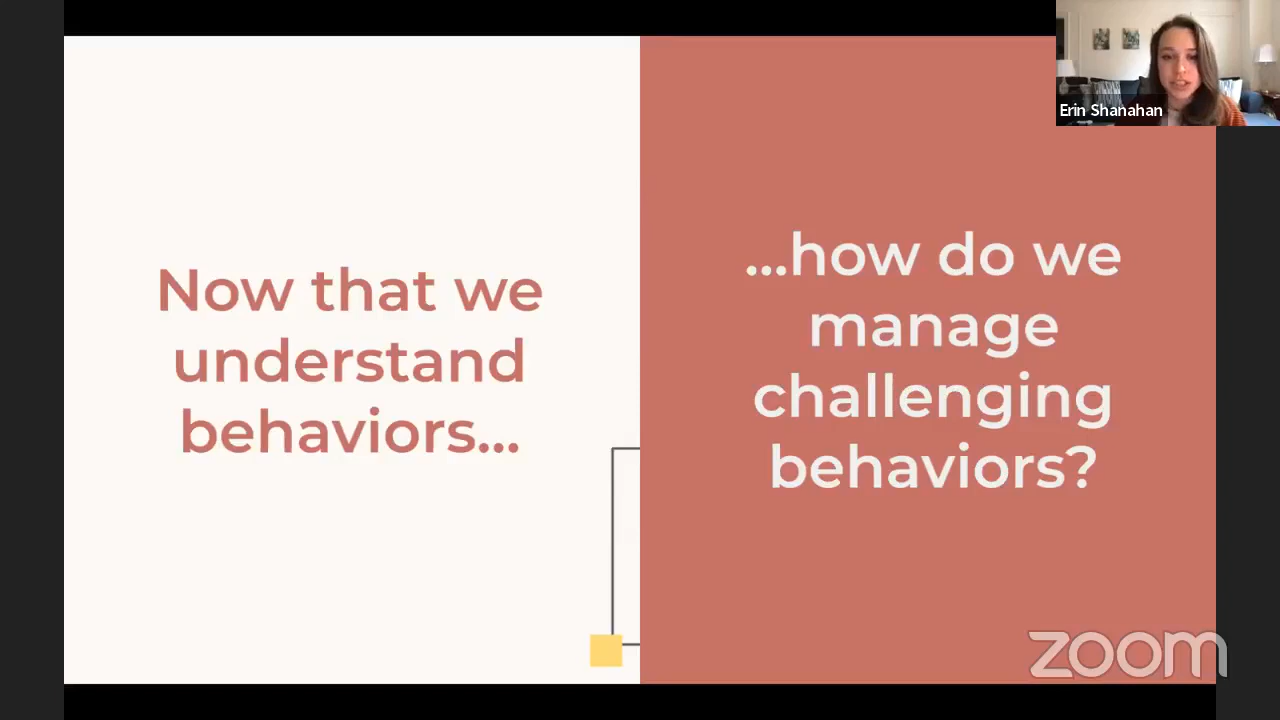 Now that we
understand
behaviors...
...how do we
manage
challenging
behaviors?
Erin Shanahan
zoom